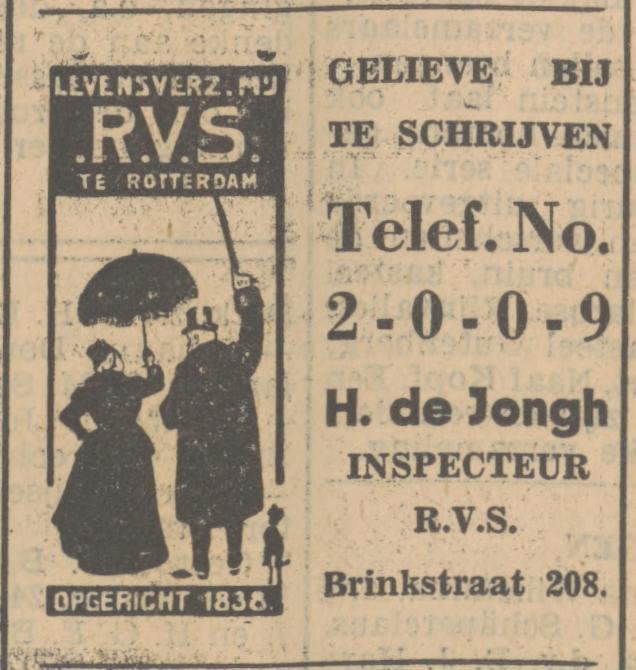 LEVENSVERZ. MIJ
.R.V.S.
TE ROTTERDAM
OPGERICHT 1838.
GELIEVE BIJ
TE SCHRIJVEN
Telef. No.
2-0-0-9
H. de Jongh
INSPECTEUR
R.V.S.
Brinkstraat 208.